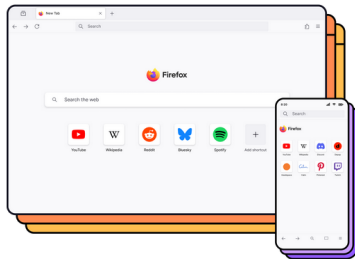 New Tab
Search
Firefox
Search the web
YouTube
Wikipedia
Reddit
Bluesky
Spotify
Add shortcut
Search
Firefox